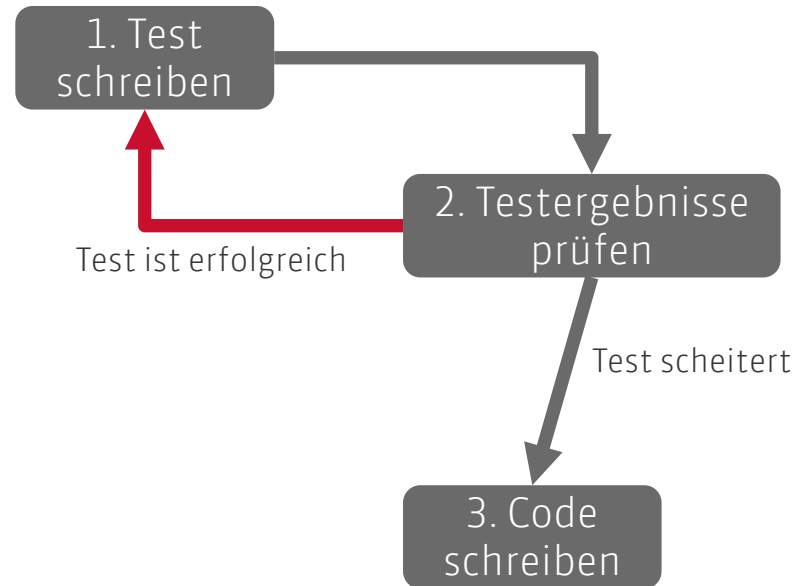 1. Test
schreiben
2. Testergebnisse
prüfen
Test ist erfolgreich
Test scheitert
3. Code
schreiben